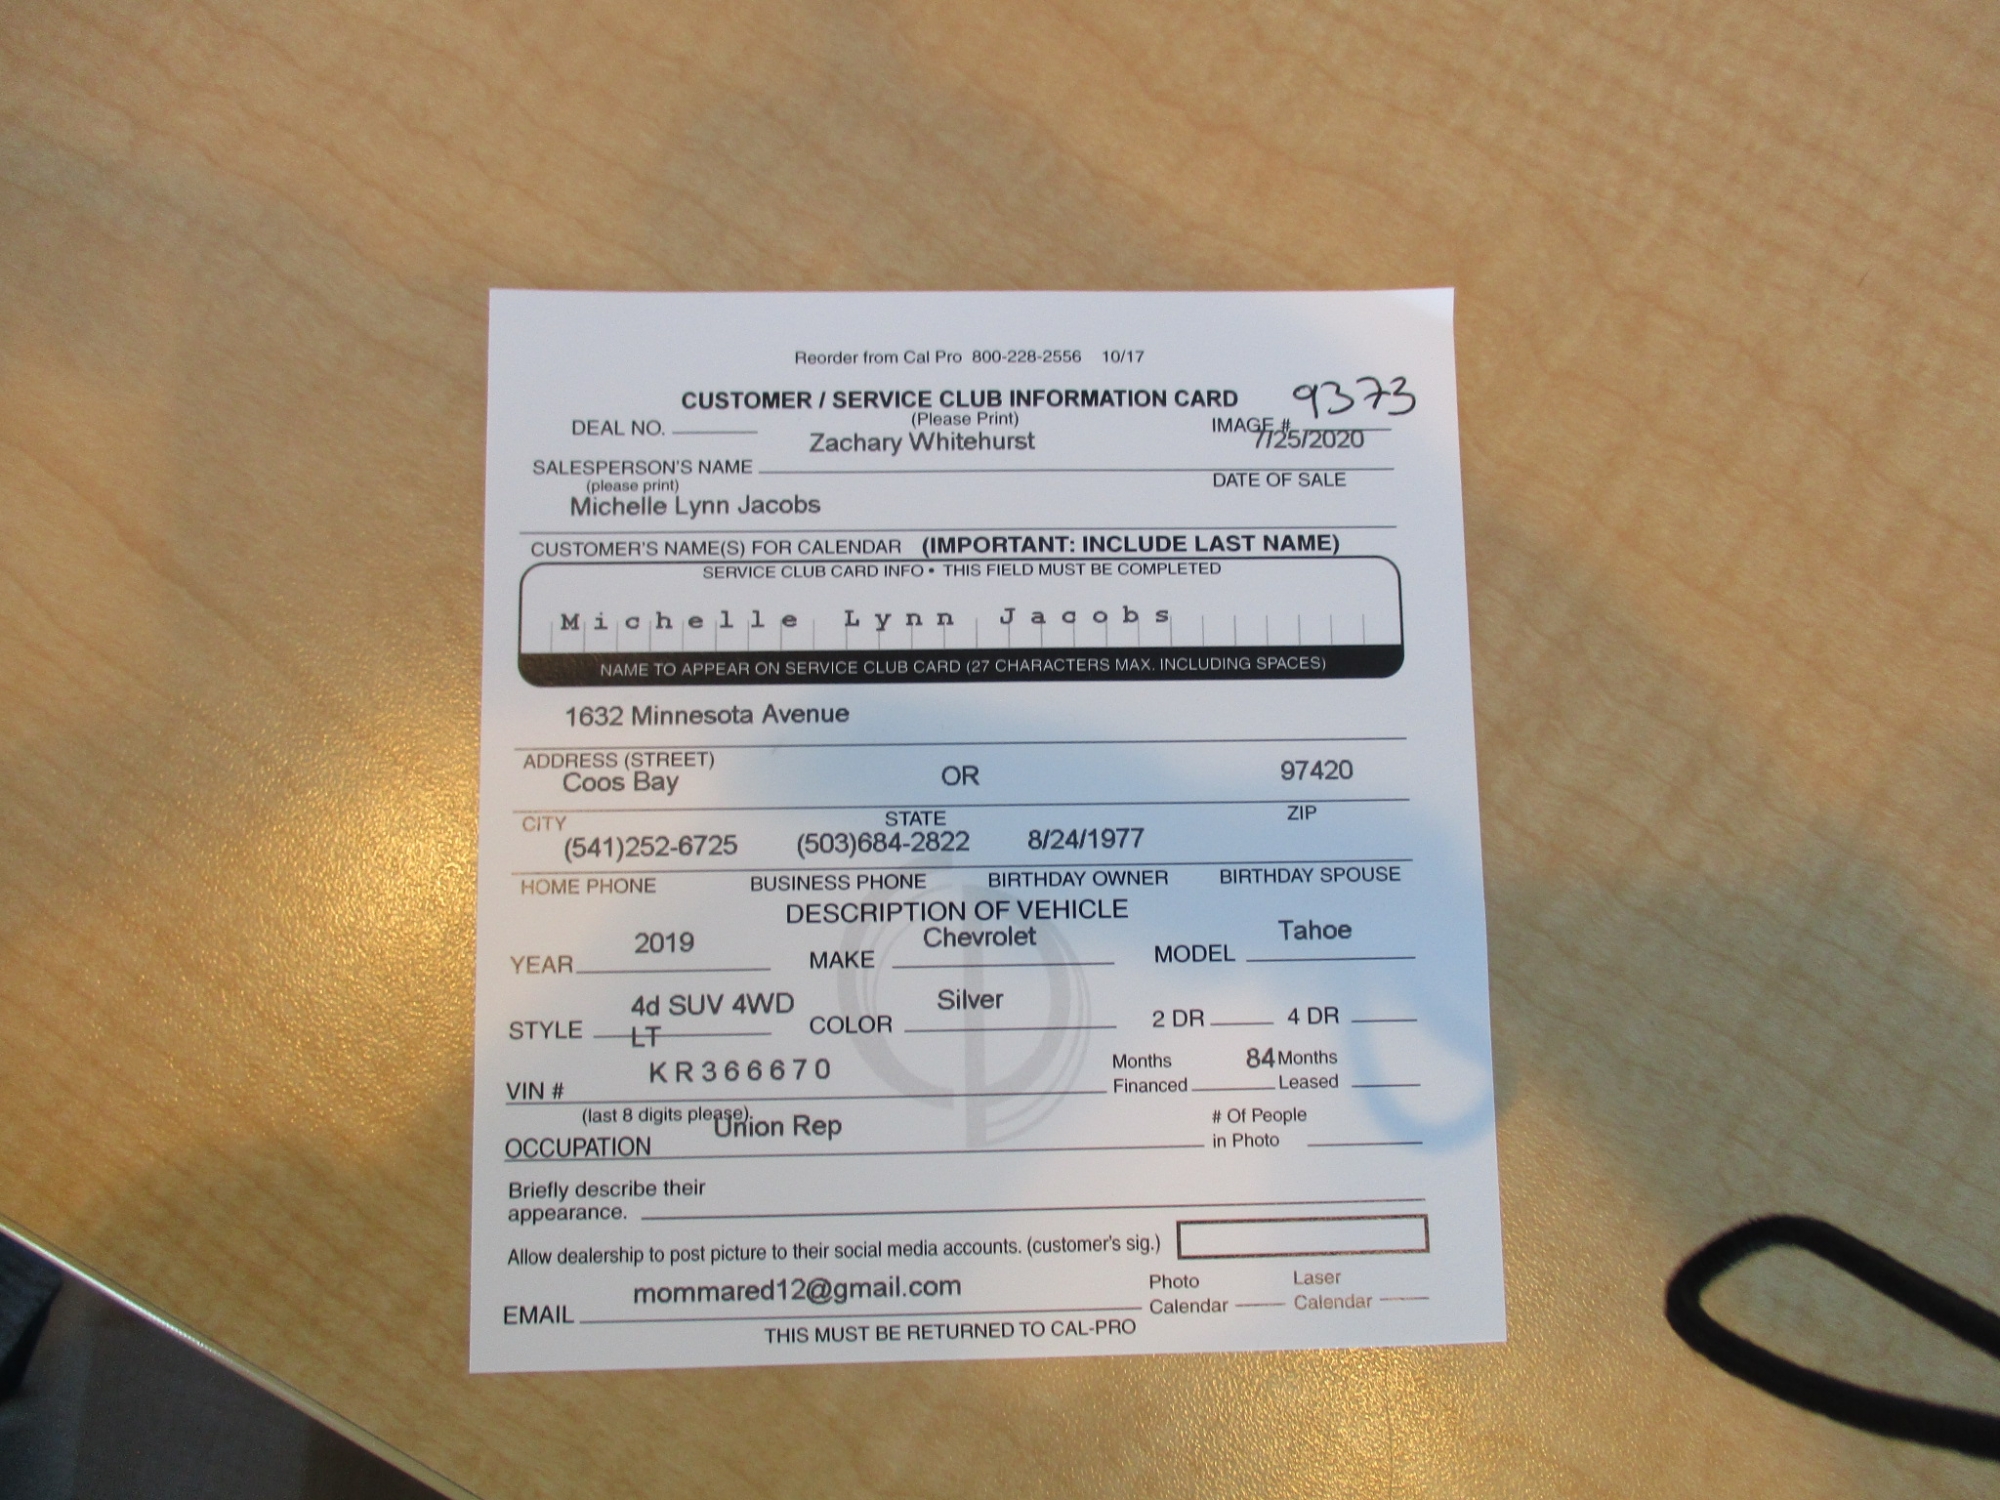 Reorder from Cal Pro 800-228-2556 10/17
CUSTOMER / SERVICE CLUB INFORMATION CARD 9373
(Please Print)
DEAL NO. IMAGE #
Zachary Whitehurst 7/25/2020
SALESPERSON'S NAME DATE OF SALE
(please print)
Michelle Lynn Jacobs
CUSTOMER'S NAME(S) FOR CALENDAR (IMPORTANT: INCLUDE LAST NAME)
SERVICE CLUB CARD INFO • THIS FIELD MUST BE COMPLETED
Michelle Lynn Jacobs
NAME TO APPEAR ON SERVICE CLUB CARD (27 CHARACTERS MAX. INCLUDING SPACES)
1632 Minnesota Avenue
ADDRESS (STREET)
Coos Bay OR 97420
CITY STATE ZIP
(541)252-6725 (503)684-2822 8/24/1977
HOME PHONE BUSINESS PHONE BIRTHDAY OWNER BIRTHDAY SPOUSE
DESCRIPTION OF VEHICLE
2019 Chevrolet Tahoe
YEAR MAKE MODEL
4d SUV 4WD Silver
STYLE LT COLOR 2 DR 4 DR
KR366670 Months 84 Months
VIN # Financed Leased
(last 8 digits please). Union Rep # Of People
OCCUPATION in Photo
Briefly describe their
appearance.
Allow dealership to post picture to their social media accounts. (customer's sig.)
mommared12@gmail.com Photo Laser
EMAIL Calendar Calendar
THIS MUST BE RETURNED TO CAL-PRO